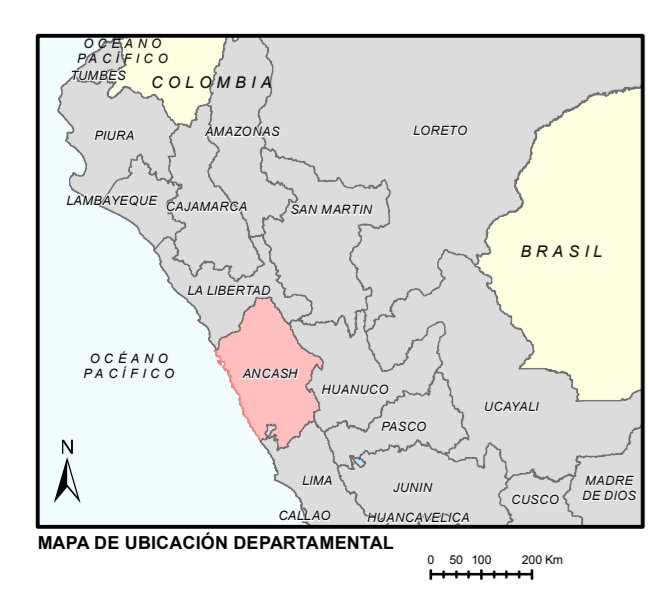 OCÉANO
PACÍFICO
TUMBES
COLOMBIA
PIURA
AMAZONAS
LORETO
LAMBAYEQUE
CAJAMARCA
SAN MARTIN
BRASIL
LA LIBERTAD
OCÉANO
PACÍFICO
ANCASH
HUANUCO
UCAYALI
PASCO
N
LIMA
JUNIN
MADRE
DE DIOS
CUSCO
CALLAO
HUANCAVELICA
MAPA DE UBICACIÓN DEPARTAMENTAL
0 50 100 200 Km